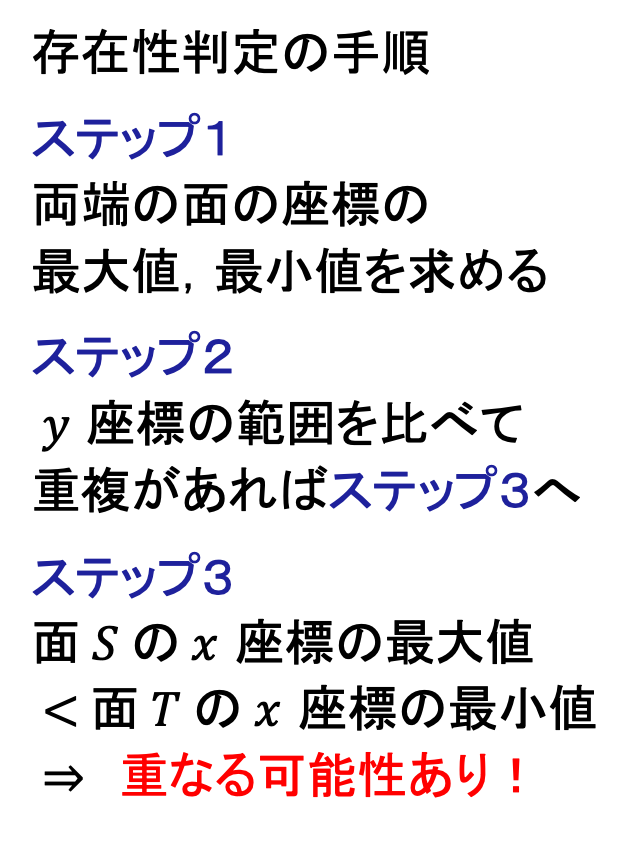 存在性判定の手順
ステップ1
両端の面の座標の
最大値，最小値を求める
ステップ2
y 座標の範囲を比べて
重複があればステップ3へ
ステップ3
面 S の x 座標の最大値
< 面 T の x 座標の最小値
⇒ 重なる可能性あり！